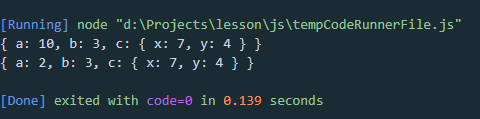 [Running] node "d:\Projects\lesson\js\tempCodeRunnerFile.js"
{ a: 10, b: 3, c: { x: 7, y: 4 } }
{ a: 2, b: 3, c: { x: 7, y: 4 } }
[Done] exited with code=0 in 0.139 seconds